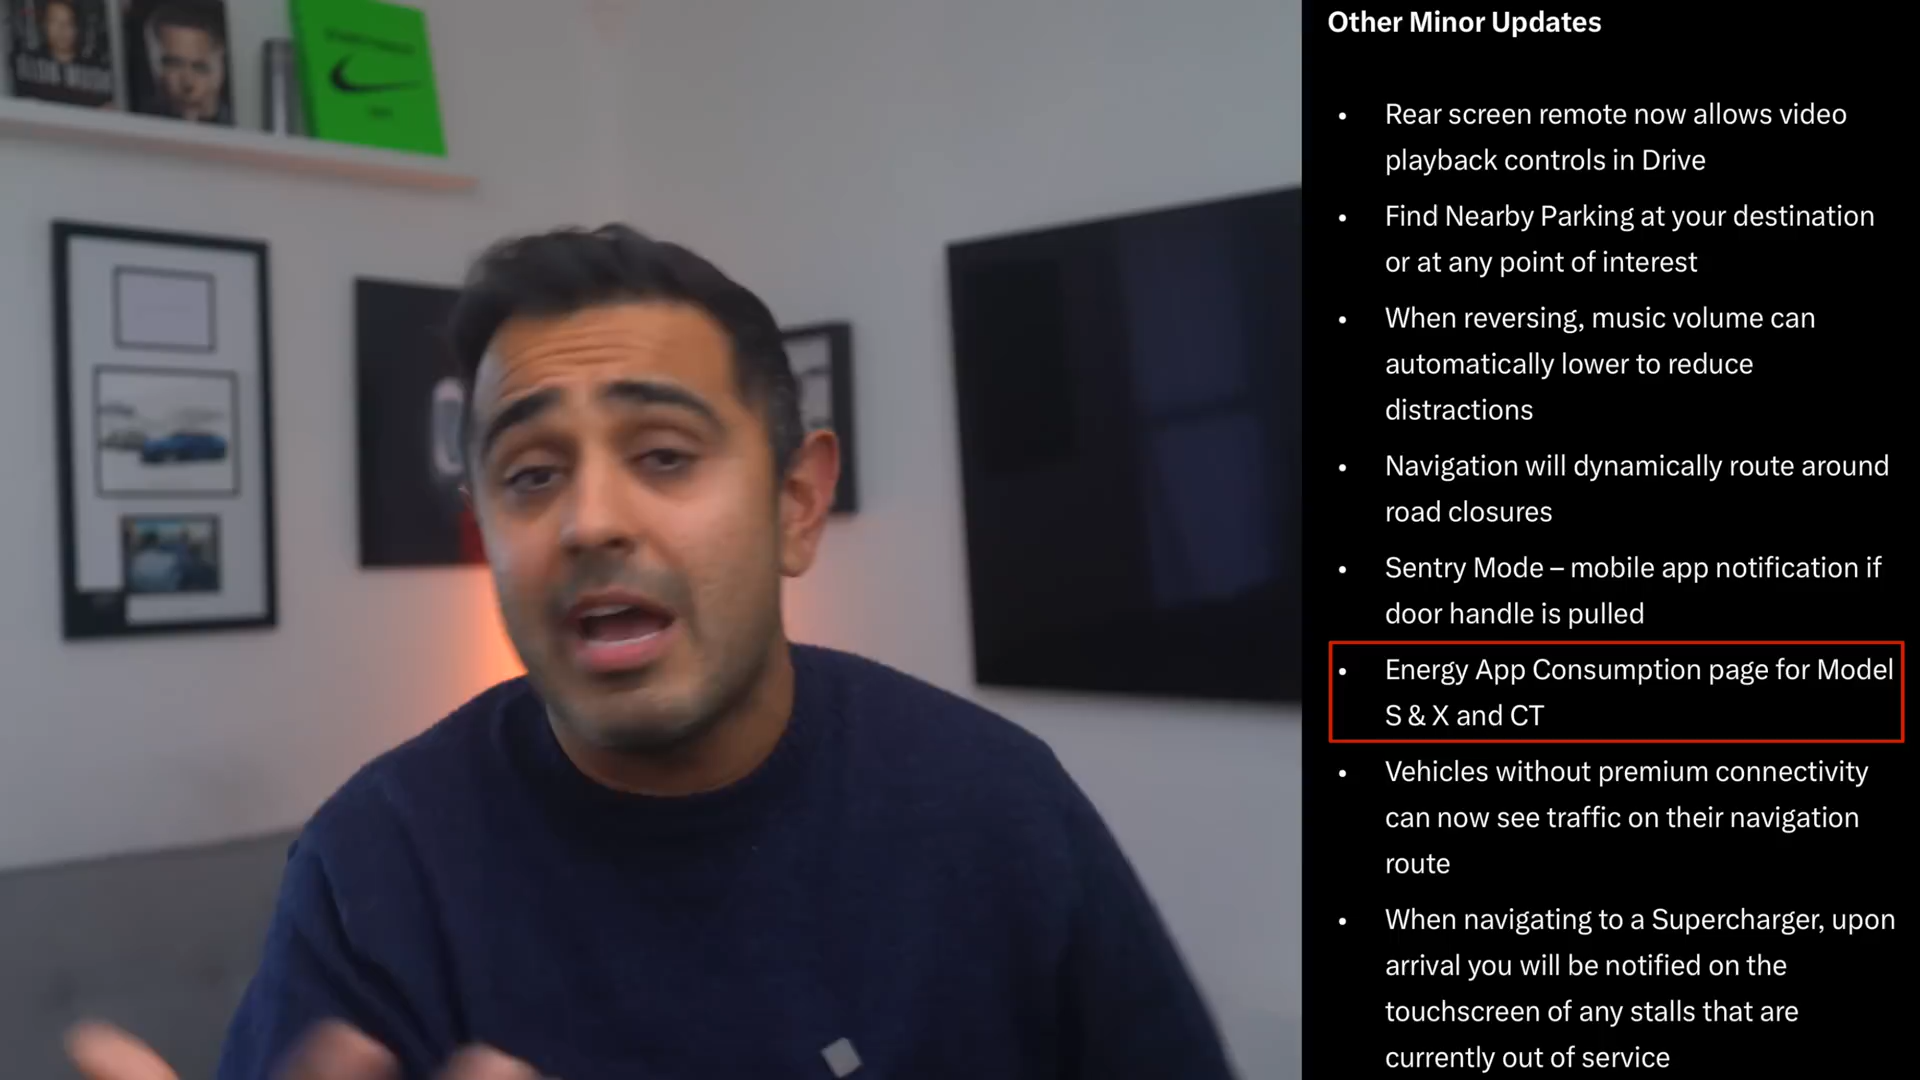 ELON MUSK
Other Minor Updates
• Rear screen remote now allows video
playback controls in Drive
• Find Nearby Parking at your destination
or at any point of interest
• When reversing, music volume can
automatically lower to reduce
distractions
• Navigation will dynamically route around
road closures
• Sentry Mode – mobile app notification if
door handle is pulled
• Energy App Consumption page for Model
S & X and CT
• Vehicles without premium connectivity
can now see traffic on their navigation
route
• When navigating to a Supercharger, upon
arrival you will be notified on the
touchscreen of any stalls that are
currently out of service